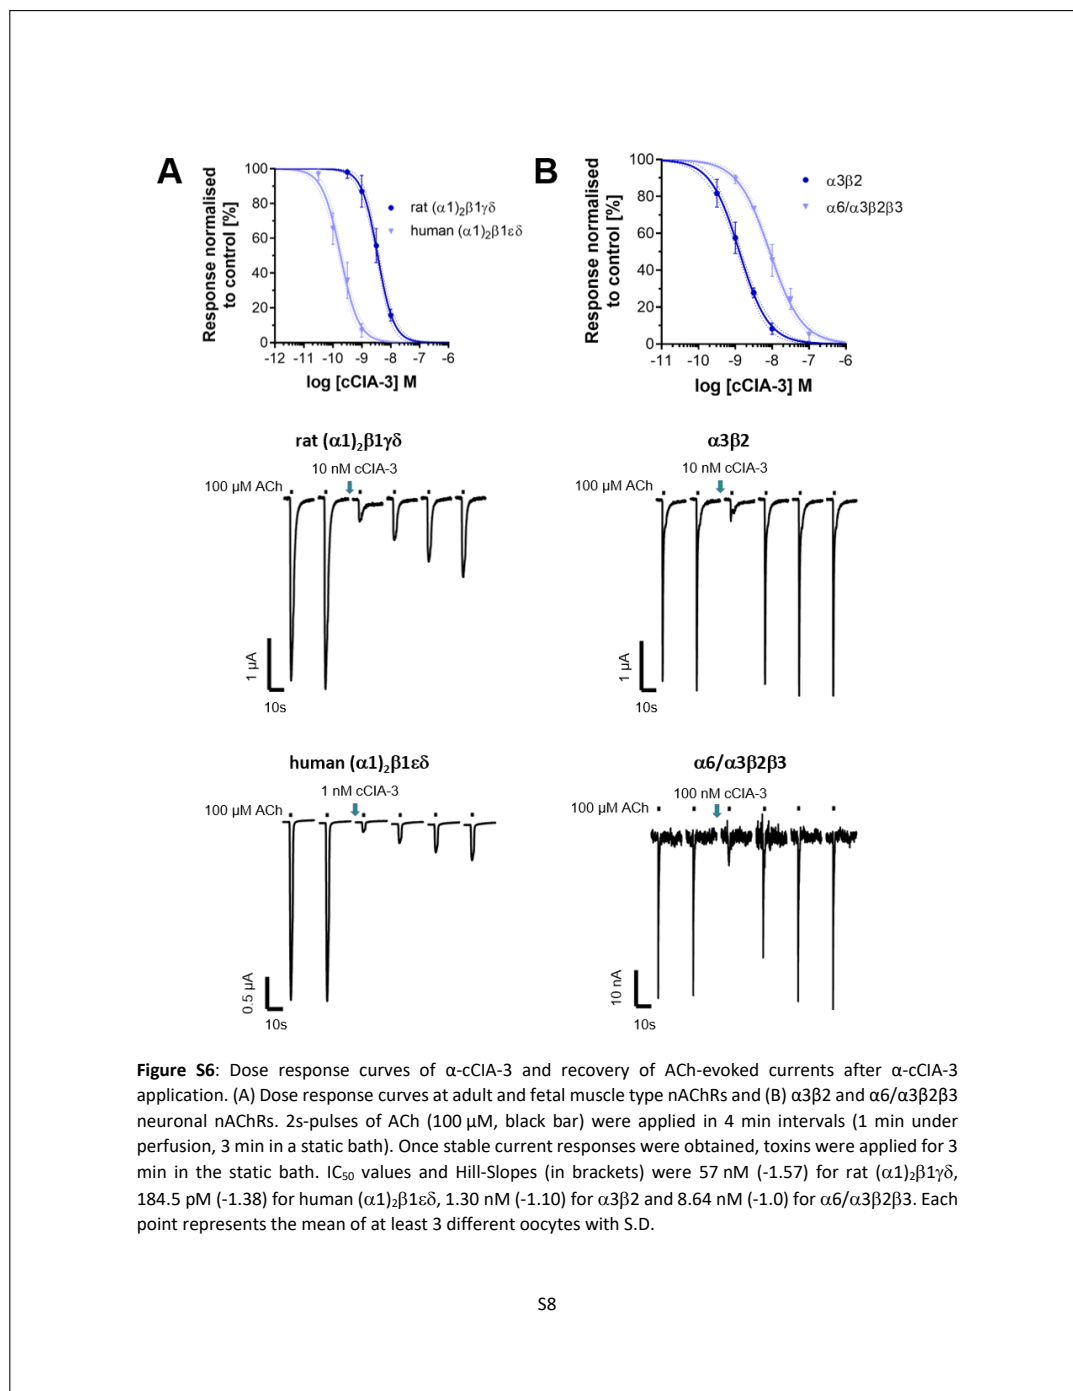 A
B
Response normalised
to control [%]
100
80
60
40
20
0
-12 -11 -10 -9 -8 -7 -6
log [cCIA-3] M
rat (α1)₂β1γδ
human (α1)₂β1εδ
Response normalised
to control [%]
100
80
60
40
20
0
-11 -10 -9 -8 -7 -6
log [cCIA-3] M
α3β2
α6/α3β2β3
rat (α1)₂β1γδ
10 nM cCIA-3
100 µM ACh
1 µA
10s
α3β2
10 nM cCIA-3
100 µM ACh
1 µA
10s
human (α1)₂β1εδ
1 nM cCIA-3
100 µM ACh
0.5 µA
10s
α6/α3β2β3
100 nM cCIA-3
100 µM ACh
10 nA
10s
Figure S6: Dose response curves of α-cCIA-3 and recovery of ACh-evoked currents after α-cCIA-3
application. (A) Dose response curves at adult and fetal muscle type nAChRs and (B) α3β2 and α6/α3β2β3
neuronal nAChRs. 2s-pulses of ACh (100 µM, black bar) were applied in 4 min intervals (1 min under
perfusion, 3 min in a static bath). Once stable current responses were obtained, toxins were applied for 3
min in the static bath. IC₅₀ values and Hill-Slopes (in brackets) were 57 nM (-1.57) for rat (α1)₂β1γδ,
184.5 pM (-1.38) for human (α1)₂β1εδ, 1.30 nM (-1.10) for α3β2 and 8.64 nM (-1.0) for α6/α3β2β3. Each
point represents the mean of at least 3 different oocytes with S.D.
S8